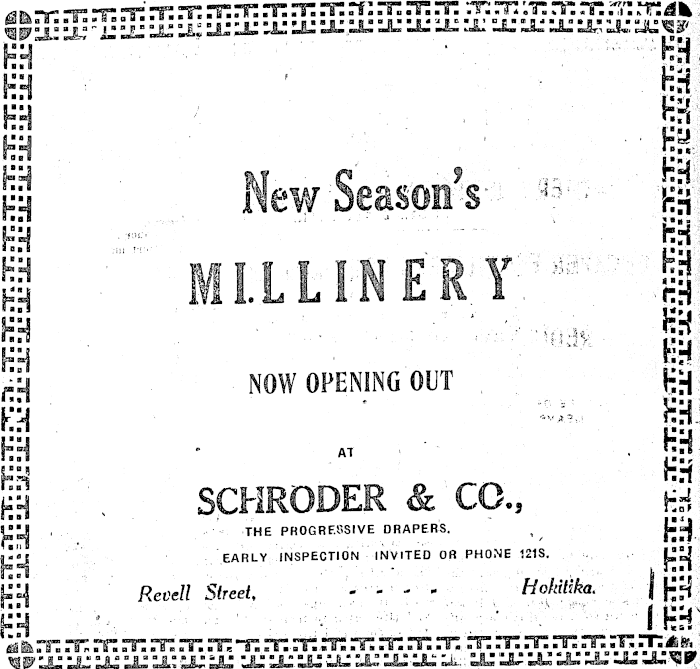 New Season's
MILLINERY
NOW OPENING OUT
AT
SCHRODER & CO.,
THE PROGRESSIVE DRAPERS.
EARLY INSPECTION INVITED OR PHONE 121S.
Revell Street, - - - - Hokitika.